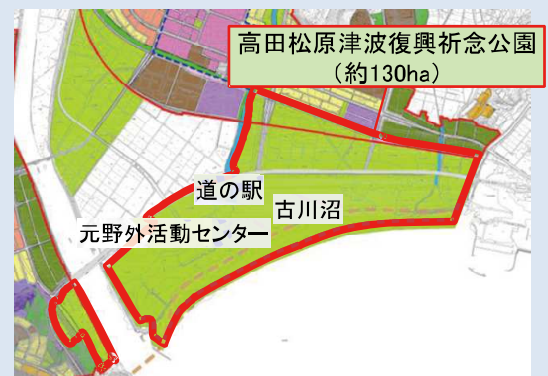 高田松原津波復興祈念公園
（約130ha）
道の駅
古川沼
元野外活動センター